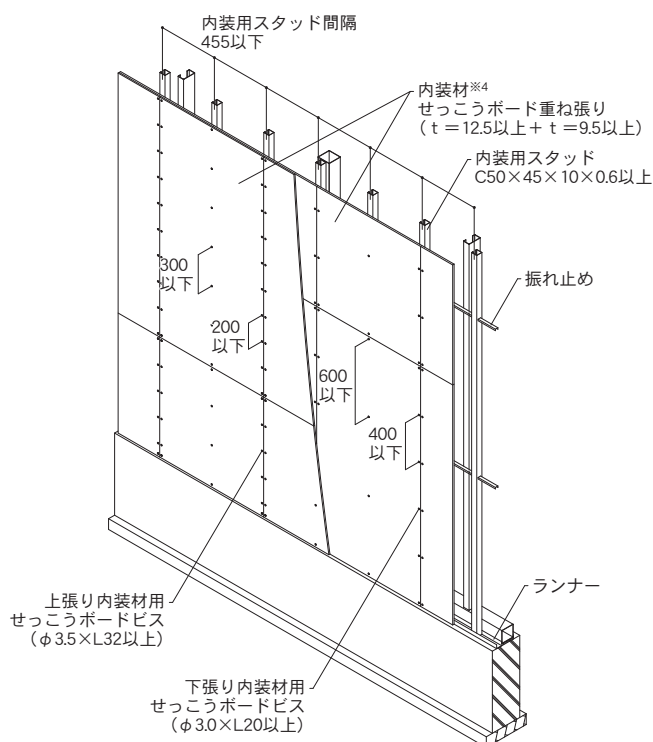 内装用スタッド間隔
455以下
内装材※4
せっこうボード重ね張り
（t＝12.5以上＋t＝9.5以上）
内装用スタッド
C50×45×10×0.6以上
振れ止め
300
以下
200
以下
600
以下
400
以下
ランナー
上張り内装材用
せっこうボードビス
（φ3.5×L32以上）
下張り内装材用
せっこうボードビス
（φ3.0×L20以上）